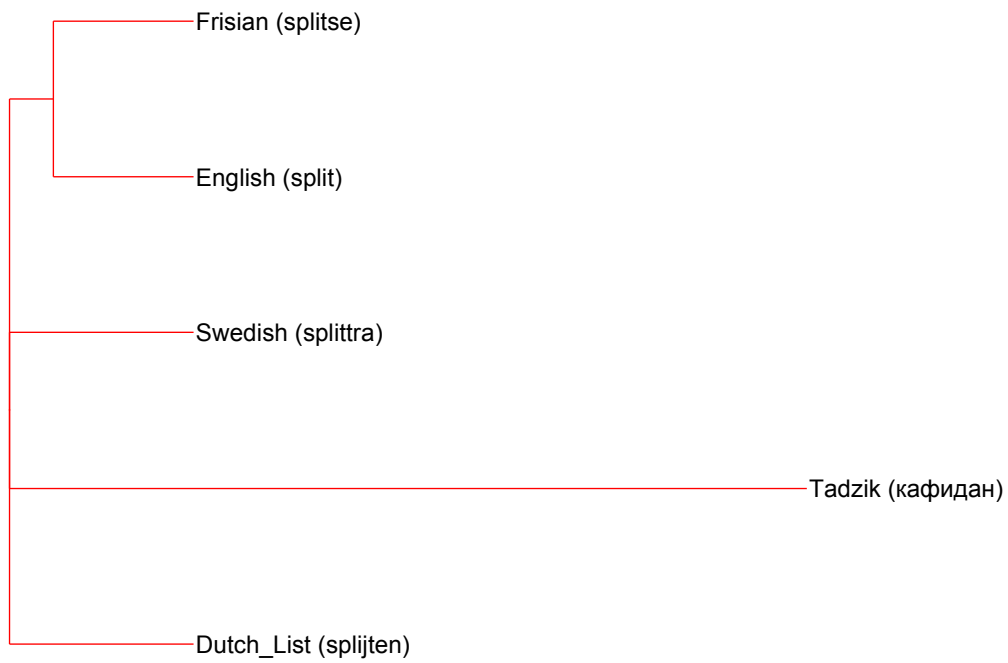 Frisian (splitse)
English (split)
Swedish (splittra)
Tadzik (кафидан)
Dutch_List (splijten)